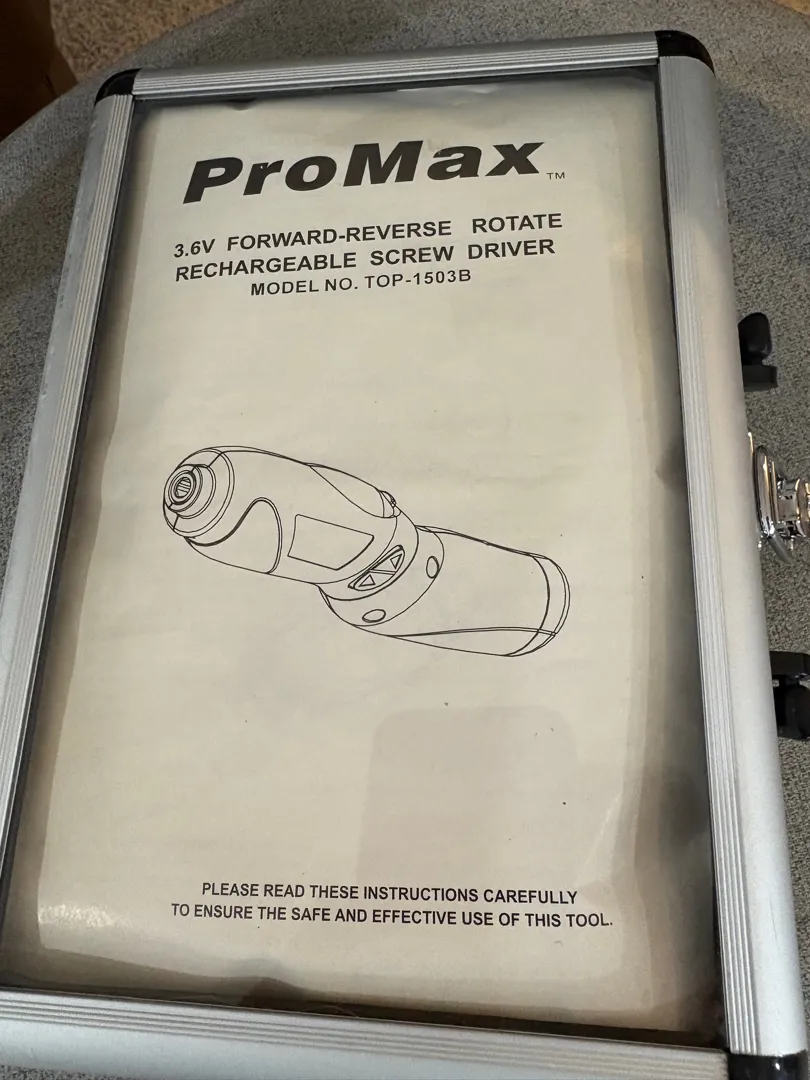 ProMax™
3.6V FORWARD-REVERSE ROTATE
RECHARGEABLE SCREW DRIVER
MODEL NO. TOP-1503B
PLEASE READ THESE INSTRUCTIONS CAREFULLY
TO ENSURE THE SAFE AND EFFECTIVE USE OF THIS TOOL.